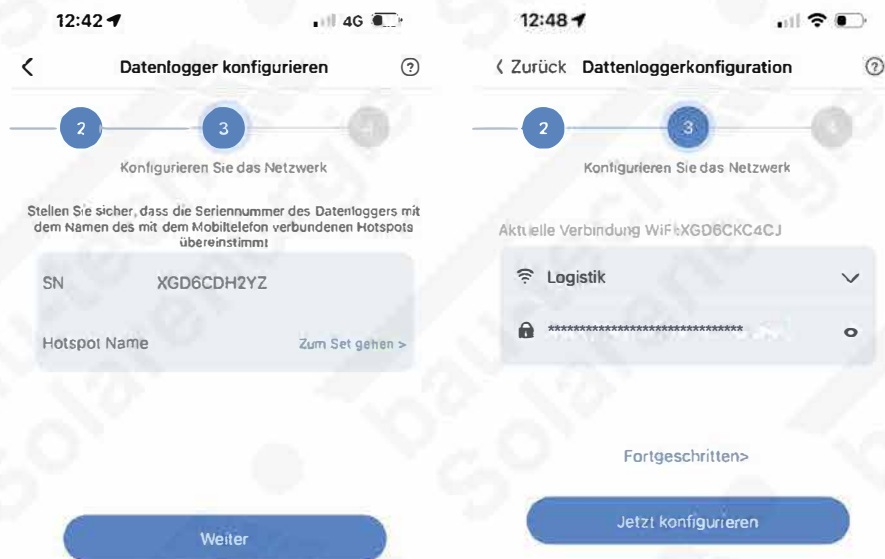 12:42
4G
Datenlogger konfigurieren
?
2
3
Konfigurieren Sie das Netzwerk
Stellen Sie sicher, dass die Seriennummer des Datenloggers mit
dem Namen des mit dem Mobiltelefon verbundenen Hotspots
übereinstimmt
SN XGD6CDH2YZ
Hotspot Name Zum Set gehen >
Weiter
12:48
Zurück Dattenloggerkonfiguration
?
2
3
4
Konfigurieren Sie das Netzwerk
Aktuelle Verbindung WiFi:XGD6CKC4CJ
Logistik
*******************************
Fortgeschritten>
Jetzt konfigurieren